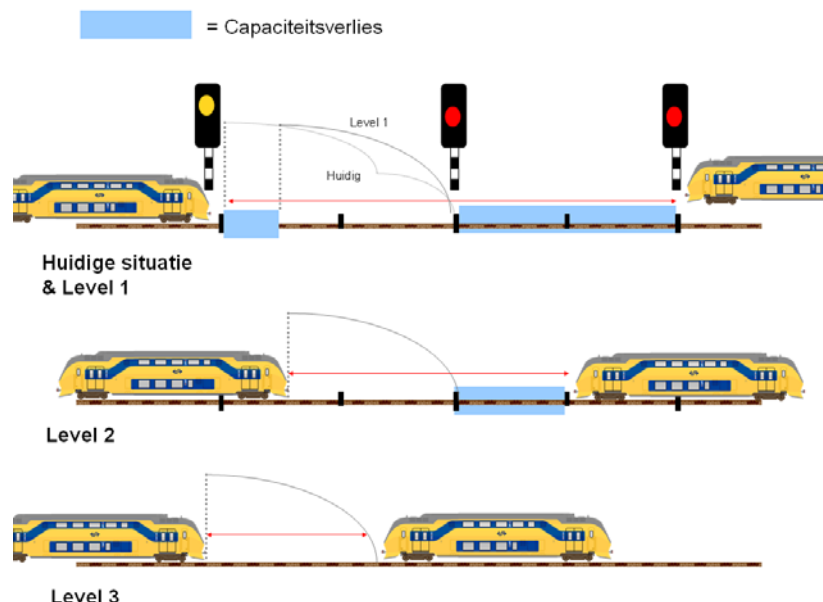 = Capaciteitsverlies
Level 1
Huidig
Huidige situatie
& Level 1
Level 2
Level 3